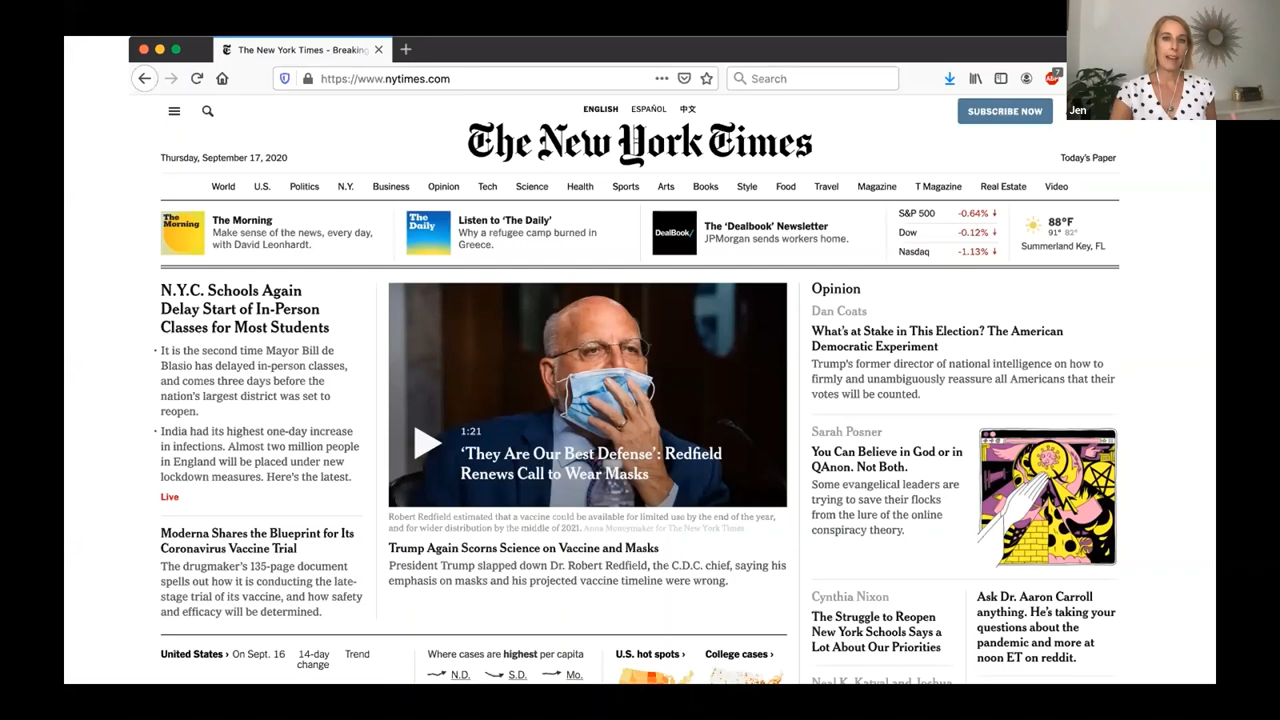 The New York Times - Breaking
https://www.nytimes.com
Search
7
Jen
ENGLISH ESPAÑOL 中文
SUBSCRIBE NOW
The New York Times
Thursday, September 17, 2020
Today's Paper
World U.S. Politics N.Y. Business Opinion Tech Science Health Sports Arts Books Style Food Travel Magazine T Magazine Real Estate Video
The Morning
The Morning
Make sense of the news, every day,
with David Leonhardt.
The Daily
Listen to ‘The Daily’
Why a refugee camp burned in
Greece.
DealBook/
The ‘Dealbook’ Newsletter
JPMorgan sends workers home.
S&P 500 -0.64% ↓
Dow -0.12% ↓
Nasdaq -1.13% ↓
88°F
91° 82°
Summerland Key, FL
N.Y.C. Schools Again
Delay Start of In-Person
Classes for Most Students
• It is the second time Mayor Bill de
Blasio has delayed in-person classes,
and comes three days before the
nation’s largest district was set to
reopen.
• India had its highest one-day increase
in infections. Almost two million people
in England will be placed under new
lockdown measures. Here’s the latest.
Live
Moderna Shares the Blueprint for Its
Coronavirus Vaccine Trial
The drugmaker’s 135-page document
spells out how it is conducting the late-
stage trial of its vaccine, and how safety
and efficacy will be determined.
1:21
‘They Are Our Best Defense’: Redfield
Renews Call to Wear Masks
Robert Redfield estimated that a vaccine could be available for limited use by the end of the year,
and for wider distribution by the middle of 2021. Anna Moneymaker for The New York Times
Trump Again Scorns Science on Vaccine and Masks
President Trump slapped down Dr. Robert Redfield, the C.D.C. chief, saying his
emphasis on masks and his projected vaccine timeline were wrong.
Opinion
Dan Coats
What’s at Stake in This Election? The American
Democratic Experiment
Trump’s former director of national intelligence on how to
firmly and unambiguously reassure all Americans that their
votes will be counted.
Sarah Posner
You Can Believe in God or in
QAnon. Not Both.
Some evangelical leaders are
trying to save their flocks
from the lure of the online
conspiracy theory.
Cynthia Nixon
The Struggle to Reopen
New York Schools Says a
Lot About Our Priorities
Neal K. Katyal and Joshua
Ask Dr. Aaron Carroll
anything. He’s taking your
questions about the
pandemic and more at
noon ET on reddit.
United States › On Sept. 16 14-day
change Trend
Where cases are highest per capita
N.D. S.D. Mo.
U.S. hot spots › College cases ›